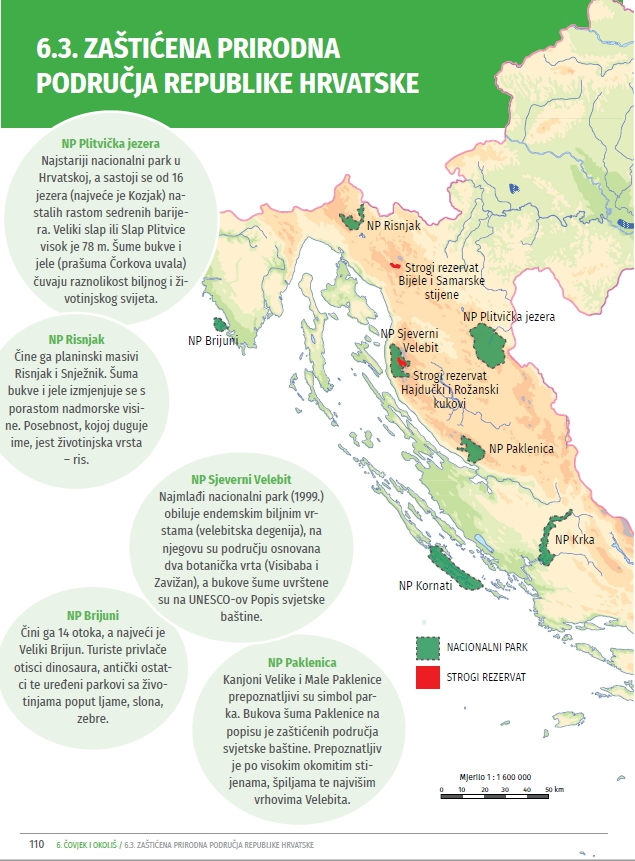 6.3. ZAŠTIĆENA PRIRODNA
PODRUČJA REPUBLIKE HRVATSKE
NP Plitvička jezera
Najstariji nacionalni park u
Hrvatskoj, a sastoji se od 16
jezera (najveće je Kozjak) na-
stalih rastom sedrenih barije-
ra. Veliki slap ili Slap Plitvice
visok je 78 m. Šume bukve i
jele (prašuma Čorkova uvala)
čuvaju raznolikost biljnog i ži-
votinjskog svijeta.
NP Risnjak
Čine ga planinski masivi
Risnjak i Snježnik. Šuma
bukve i jele izmjenjuje se s
porastom nadmorske visi-
ne. Posebnost, kojoj duguje
ime, jest životinjska vrsta
– ris.
NP Sjeverni Velebit
Najmlađi nacionalni park (1999.)
obiluje endemskim biljnim vr-
stama (velebitska degenija), na
njegovu su području osnovana
dva botanička vrta (Visibaba i
Zavižan), a bukove šume uvrštene
su na UNESCO-ov Popis svjetske
baštine.
NP Brijuni
Čini ga 14 otoka, a najveći je
Veliki Brijun. Turiste privlače
otisci dinosaura, antički ostat-
ci te uređeni parkovi sa živo-
tinjama poput ljame, slona,
zebre.
NP Paklenica
Kanjoni Velike i Male Paklenice
prepoznatljivi su simbol par-
ka. Bukova šuma Paklenice na
popisu je zaštićenih područja
svjetske baštine. Prepoznatljiv
je po visokim okomitim sti-
jenama, špiljama te najvišim
vrhovima Velebita.
NP Risnjak
Strogi rezervat
Bijele i Samarske
stijene
NP Plitvička jezera
NP Brijuni
NP Sjeverni
Velebit
Strogi rezervat
Hajdučki i Rožanski
kukovi
NP Paklenica
NP Krka
NP Kornati
NACIONALNI PARK
STROGI REZERVAT
Mjerilo 1 : 1 600 000
0 10 20 30 40 50 km
110 6. ČOVJEK I OKOLIŠ / 6.3. ZAŠTIĆENA PRIRODNA PODRUČJA REPUBLIKE HRVATSKE